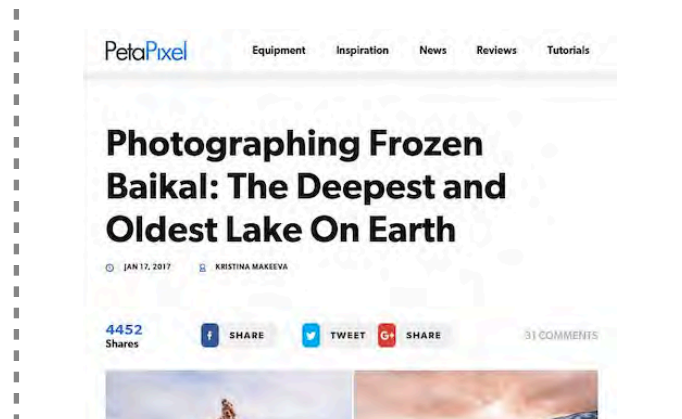 PetaPixel Equipment Inspiration News Reviews Tutorials
Photographing Frozen
Baikal: The Deepest and
Oldest Lake On Earth
JAN 17, 2017 KRISTINA MAKEEVA
4452
Shares
f SHARE TWEET G+ SHARE 31 COMMENTS